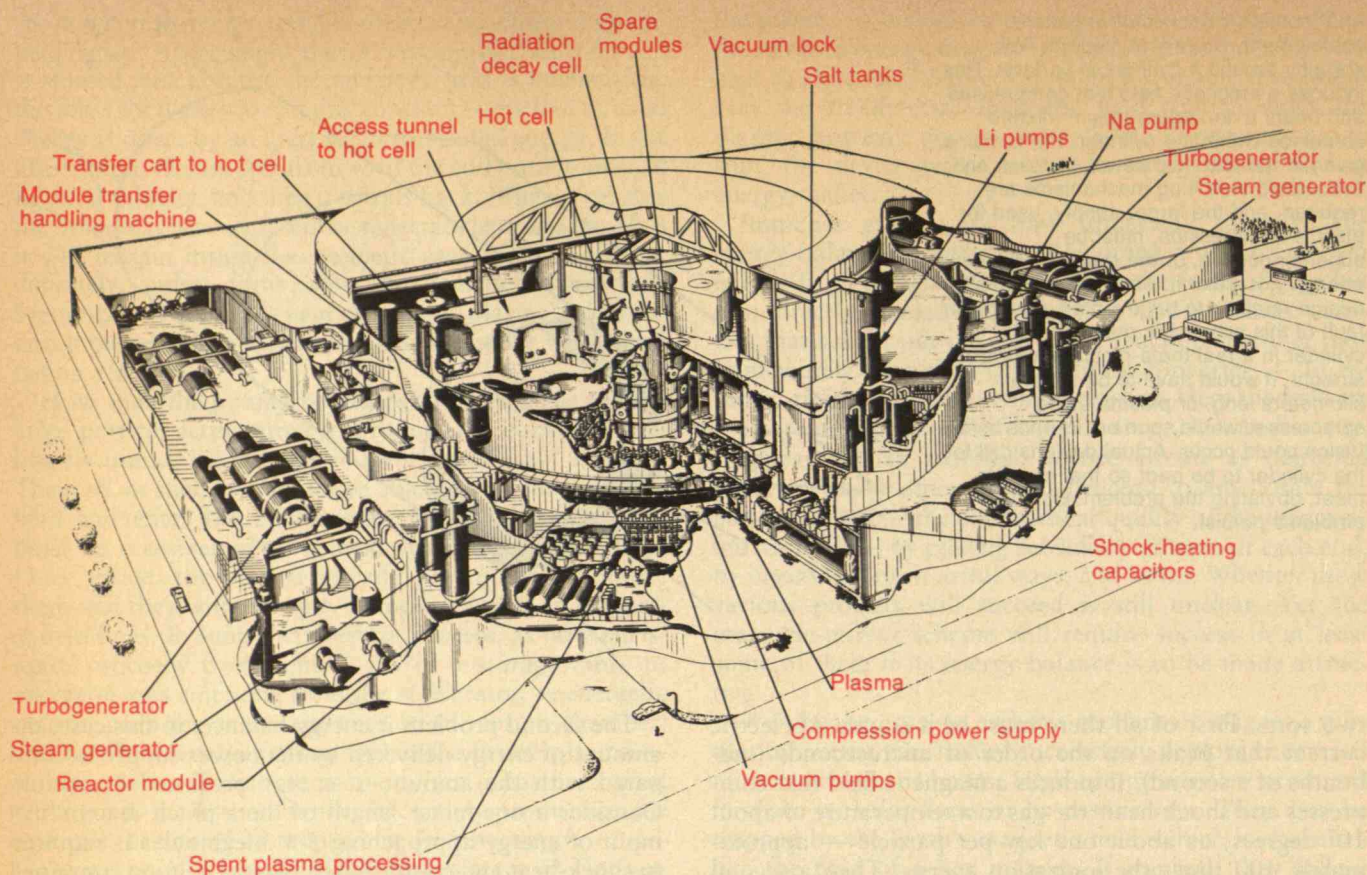 Spare
modules
Radiation
decay cell
Vacuum lock
Salt tanks
Hot cell
Access tunnel
to hot cell
Transfer cart to hot cell
Module transfer
handling machine
Li pumps
Na pump
Turbogenerator
Steam generator
HAHN
Shock-heating
capacitors
Plasma
Compression power supply
Vacuum pumps
Turbogenerator
Steam generator
Reactor module
Spent plasma processing